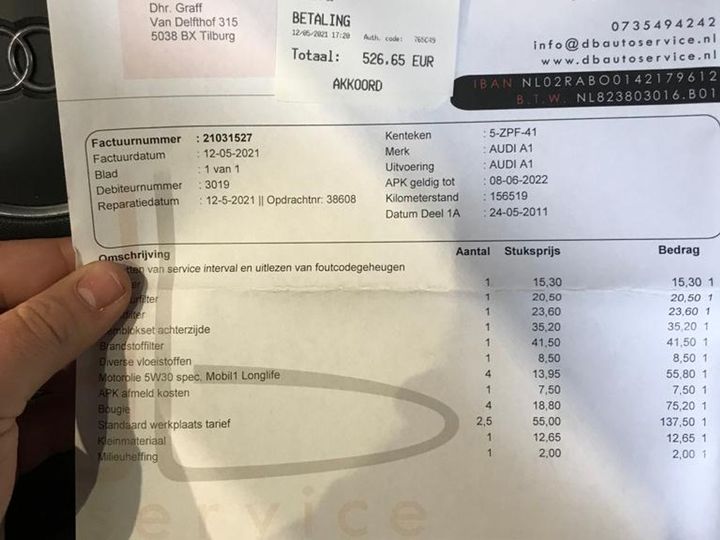 Dhr. Graff
Van Delfthof 315
5038 BX Tilburg
BETALING
12/05/2021 17:20 Auth. code: 765C49
Totaal: 526.65 EUR
AKKOORD
0735494242
info@dbautoservice.nl
www.dbautoservice.nl
IBAN NL02RABO0142179612
B.T.W. NL823803016.B01
Factuurnummer : 21031527
Factuurdatum : 12-05-2021
Blad : 1 van 1
Debiteurnummer : 3019
Reparatiedatum : 12-5-2021 || Opdrachtnr: 38608
Kenteken : 5-ZPF-41
Merk : AUDI A1
Uitvoering : AUDI A1
APK geldig tot : 08-06-2022
Kilometerstand : 156519
Datum Deel 1A : 24-05-2011
Omschrijving Aantal Stuksprijs Bedrag
van service interval en uitlezen van foutcodegeheugen 1 15,30 15,30 1
1 20,50 20,50 1
1 23,60 23,60 1
achterzijde 1 35,20 35,20 1
Brandstoffilter 1 41,50 41,50 1
Diverse vloeistoffen 1 8,50 8,50 1
Motorolie 5W30 spec. Mobil1 Longlife 4 13,95 55,80 1
APK afmeld kosten 1 7,50 7,50 1
Bougie 4 18,80 75,20 1
Standaard werkplaats tarief 2,5 55,00 137,50 1
Kleinmateriaal 1 12,65 12,65 1
Milieuheffing 1 2,00 2,00 1
service